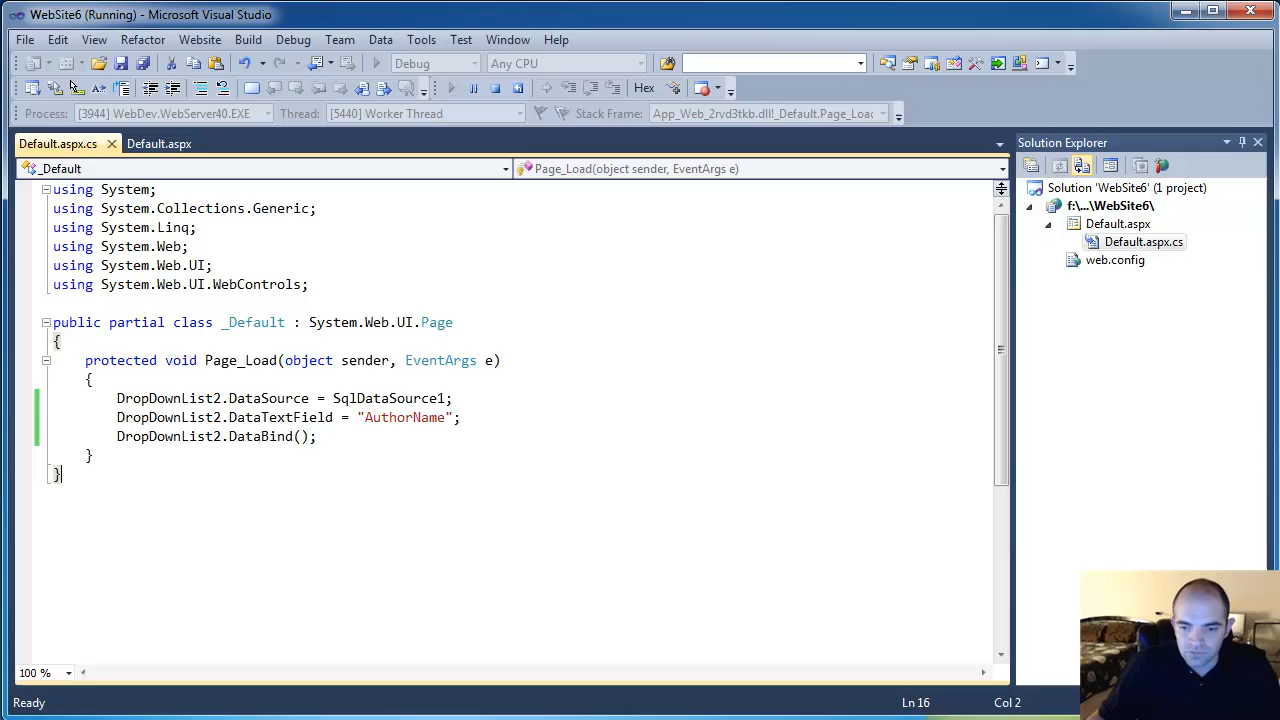 WebSite6 (Running) - Microsoft Visual Studio
File Edit View Refactor Website Build Debug Team Data Tools Test Window Help
Debug Any CPU
Hex
Process: [3944] WebDev.WebServer40.EXE Thread: [5440] Worker Thread Stack Frame: App_Web_2rvd3tkb.dll!_Default.Page_Loa
Default.aspx.cs Default.aspx
_Default Page_Load(object sender, EventArgs e)
using System;
using System.Collections.Generic;
using System.Linq;
using System.Web;
using System.Web.UI;
using System.Web.UI.WebControls;
public partial class _Default : System.Web.UI.Page
{
protected void Page_Load(object sender, EventArgs e)
{
DropDownList2.DataSource = SqlDataSource1;
DropDownList2.DataTextField = "AuthorName";
DropDownList2.DataBind();
}
}
100 %
Solution Explorer
Solution 'WebSite6' (1 project)
f:\...\WebSite6\
Default.aspx
Default.aspx.cs
web.config
Ready Ln 16 Col 2